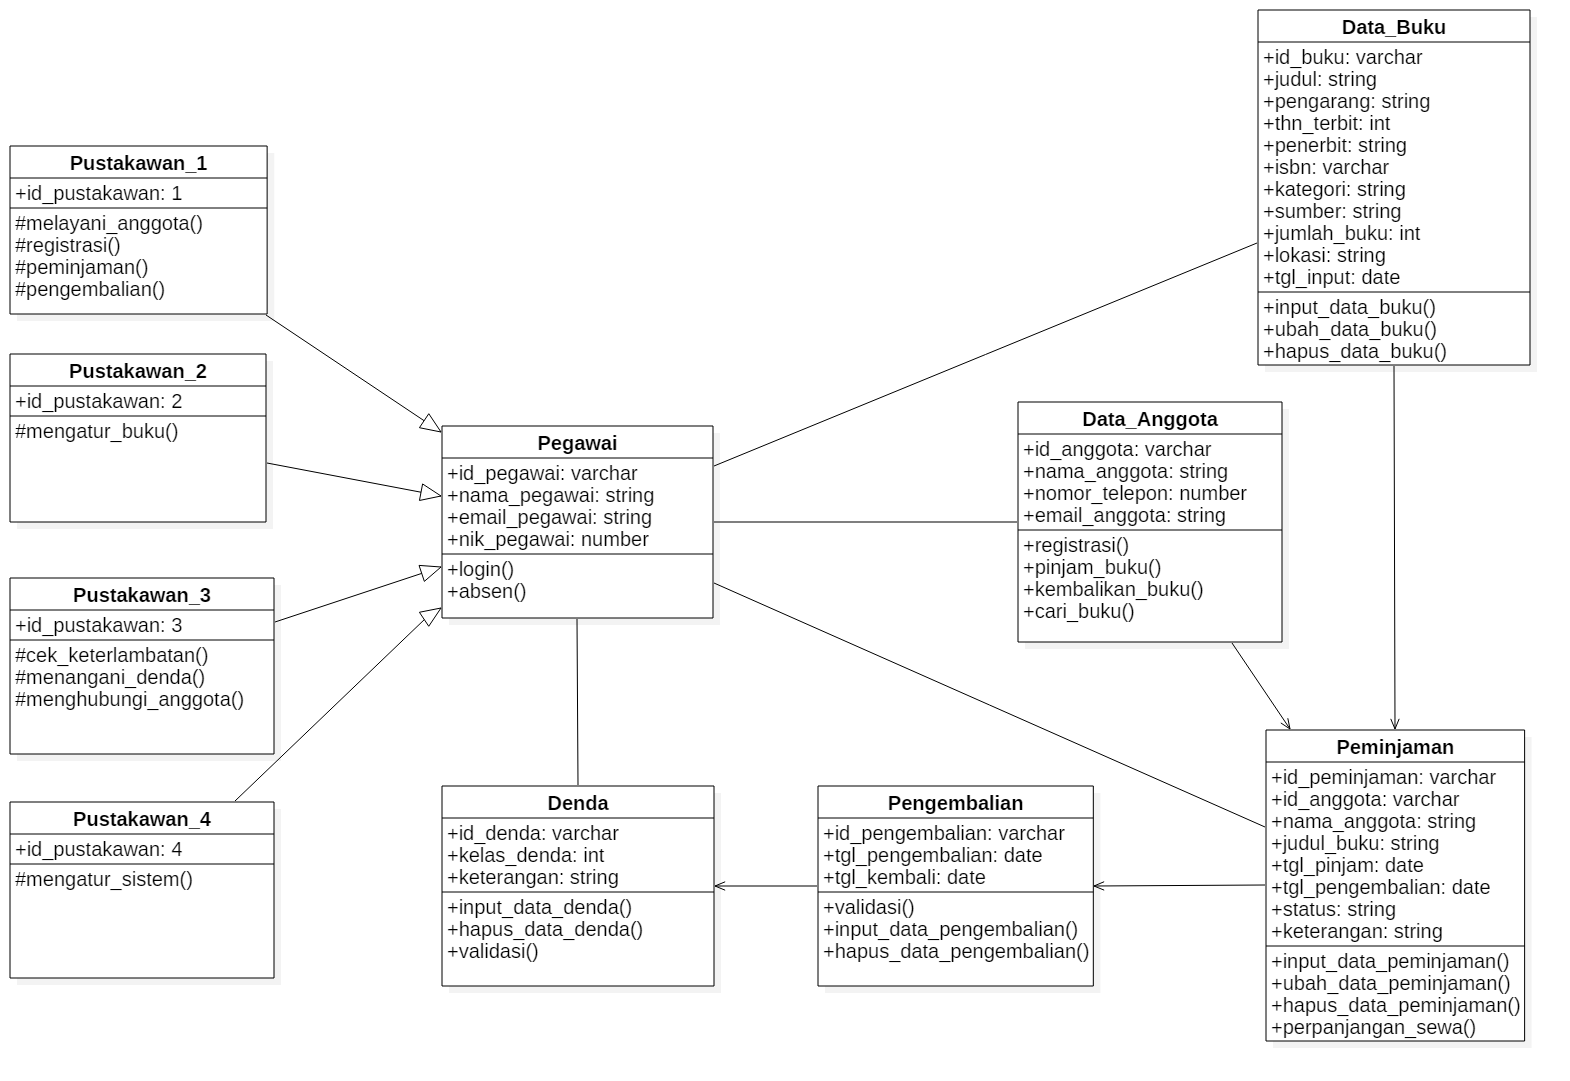 Data_Buku
+id_buku: varchar
+judul: string
+pengarang: string
+thn_terbit: int
+penerbit: string
+isbn: varchar
+kategori: string
+sumber: string
+jumlah_buku: int
+lokasi: string
+tgl_input: date
+input_data_buku()
+ubah_data_buku()
+hapus_data_buku()
Pustakawan_1
+id_pustakawan: 1
#melayani_anggota()
#registrasi()
#peminjaman()
#pengembalian()
Pustakawan_2
+id_pustakawan: 2
#mengatur_buku()
Pegawai
+id_pegawai: varchar
+nama_pegawai: string
+email_pegawai: string
+nik_pegawai: number
+login()
+absen()
Data_Anggota
+id_anggota: varchar
+nama_anggota: string
+nomor_telepon: number
+email_anggota: string
+registrasi()
+pinjam_buku()
+kembalikan_buku()
+cari_buku()
Pustakawan_3
+id_pustakawan: 3
#cek_keterlambatan()
#menangani_denda()
#menghubungi_anggota()
Pustakawan_4
+id_pustakawan: 4
#mengatur_sistem()
Denda
+id_denda: varchar
+kelas_denda: int
+keterangan: string
+input_data_denda()
+hapus_data_denda()
+validasi()
Pengembalian
+id_pengembalian: varchar
+tgl_pengembalian: date
+tgl_kembali: date
+validasi()
+input_data_pengembalian()
+hapus_data_pengembalian()
Peminjaman
+id_peminjaman: varchar
+id_anggota: varchar
+nama_anggota: string
+judul_buku: string
+tgl_pinjam: date
+tgl_pengembalian: date
+status: string
+keterangan: string
+input_data_peminjaman()
+ubah_data_peminjaman()
+hapus_data_peminjaman()
+perpanjangan_sewa()